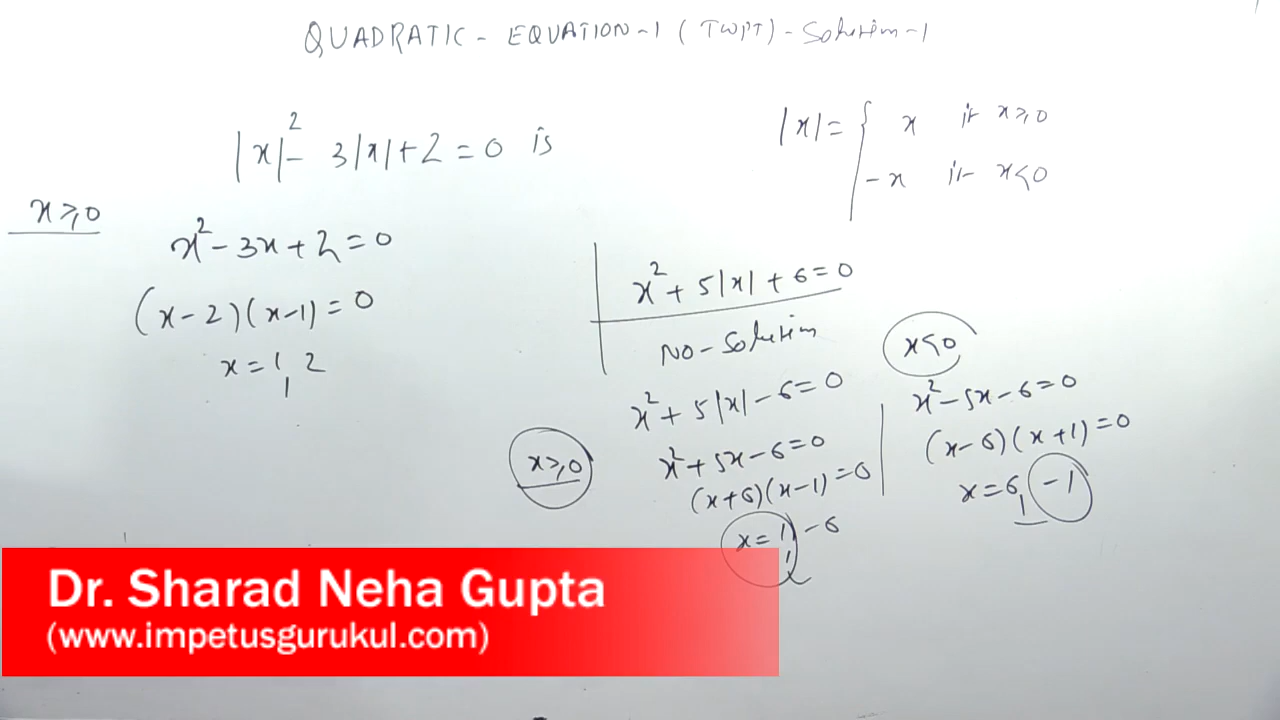 QUADRATIC - EQUATION-1 (TWPT) - Solution-1
|x|² - 3|x| + 2 = 0 is
|x| = { x if x ≥ 0
-x if x < 0
x ≥ 0
x² - 3x + 2 = 0
(x - 2)(x - 1) = 0
x = 1, 2
x² + 5|x| + 6 = 0
NO - Solution
x² + 5|x| - 6 = 0
x ≥ 0
x² + 5x - 6 = 0
(x + 6)(x - 1) = 0
x = 1, -6
x < 0
x² - 5x - 6 = 0
(x - 6)(x + 1) = 0
x = 6, -1
Dr. Sharad Neha Gupta
(www.impetusgurukul.com)